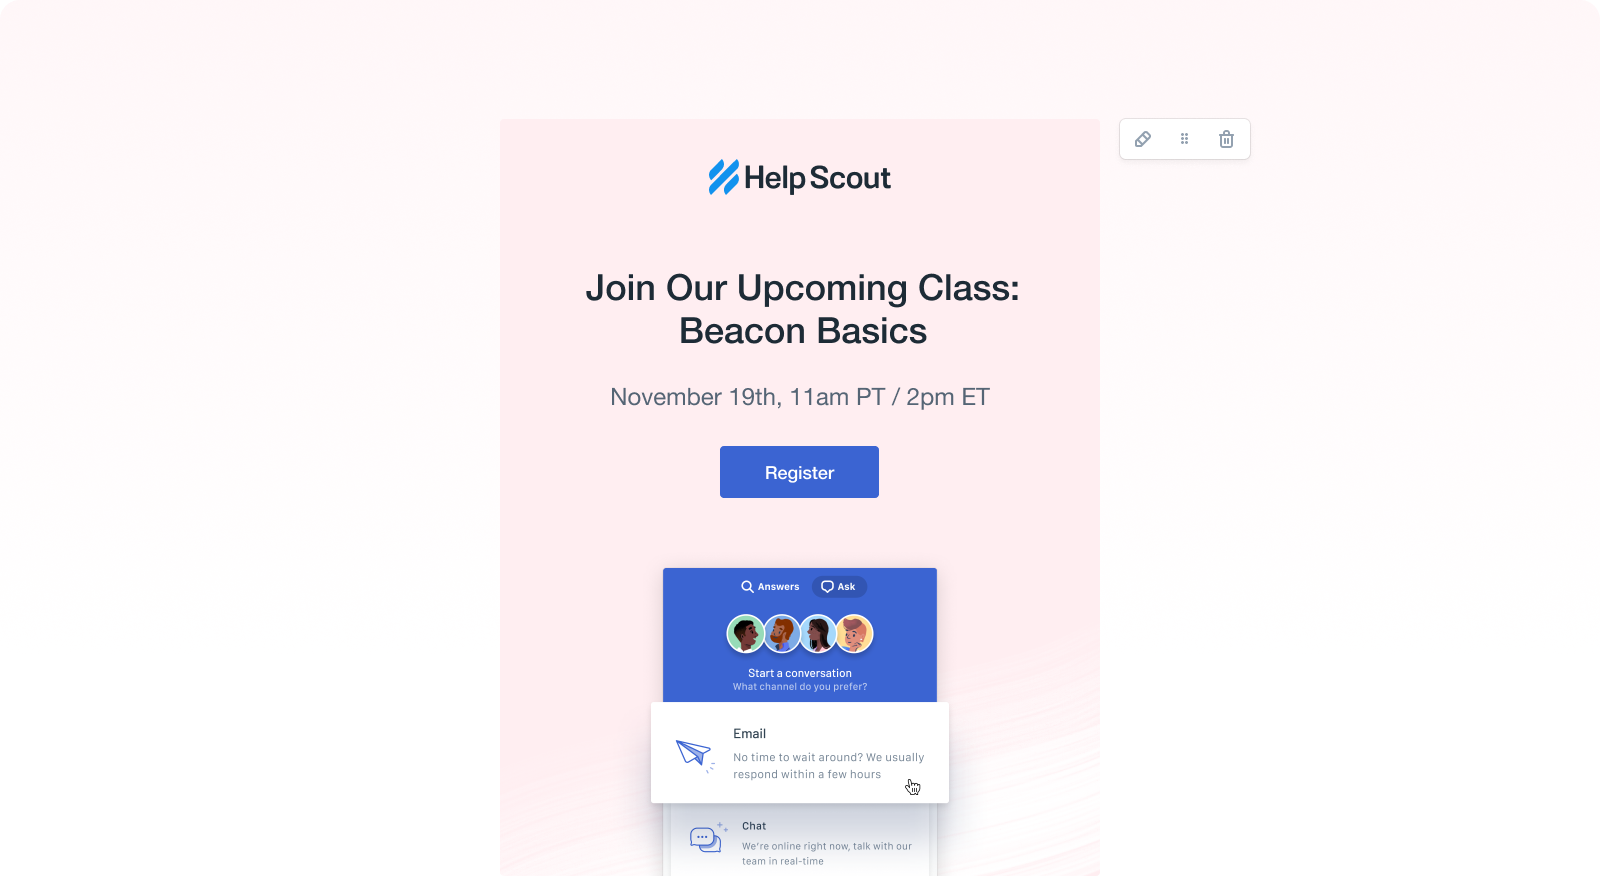 Help Scout
Join Our Upcoming Class:
Beacon Basics
November 19th, 11am PT / 2pm ET
Register
Answers
Ask
Start a conversation
What channel do you prefer?
Email
No time to wait around? We usually
respond within a few hours
Chat
We're online right now, talk with our
team in real-time